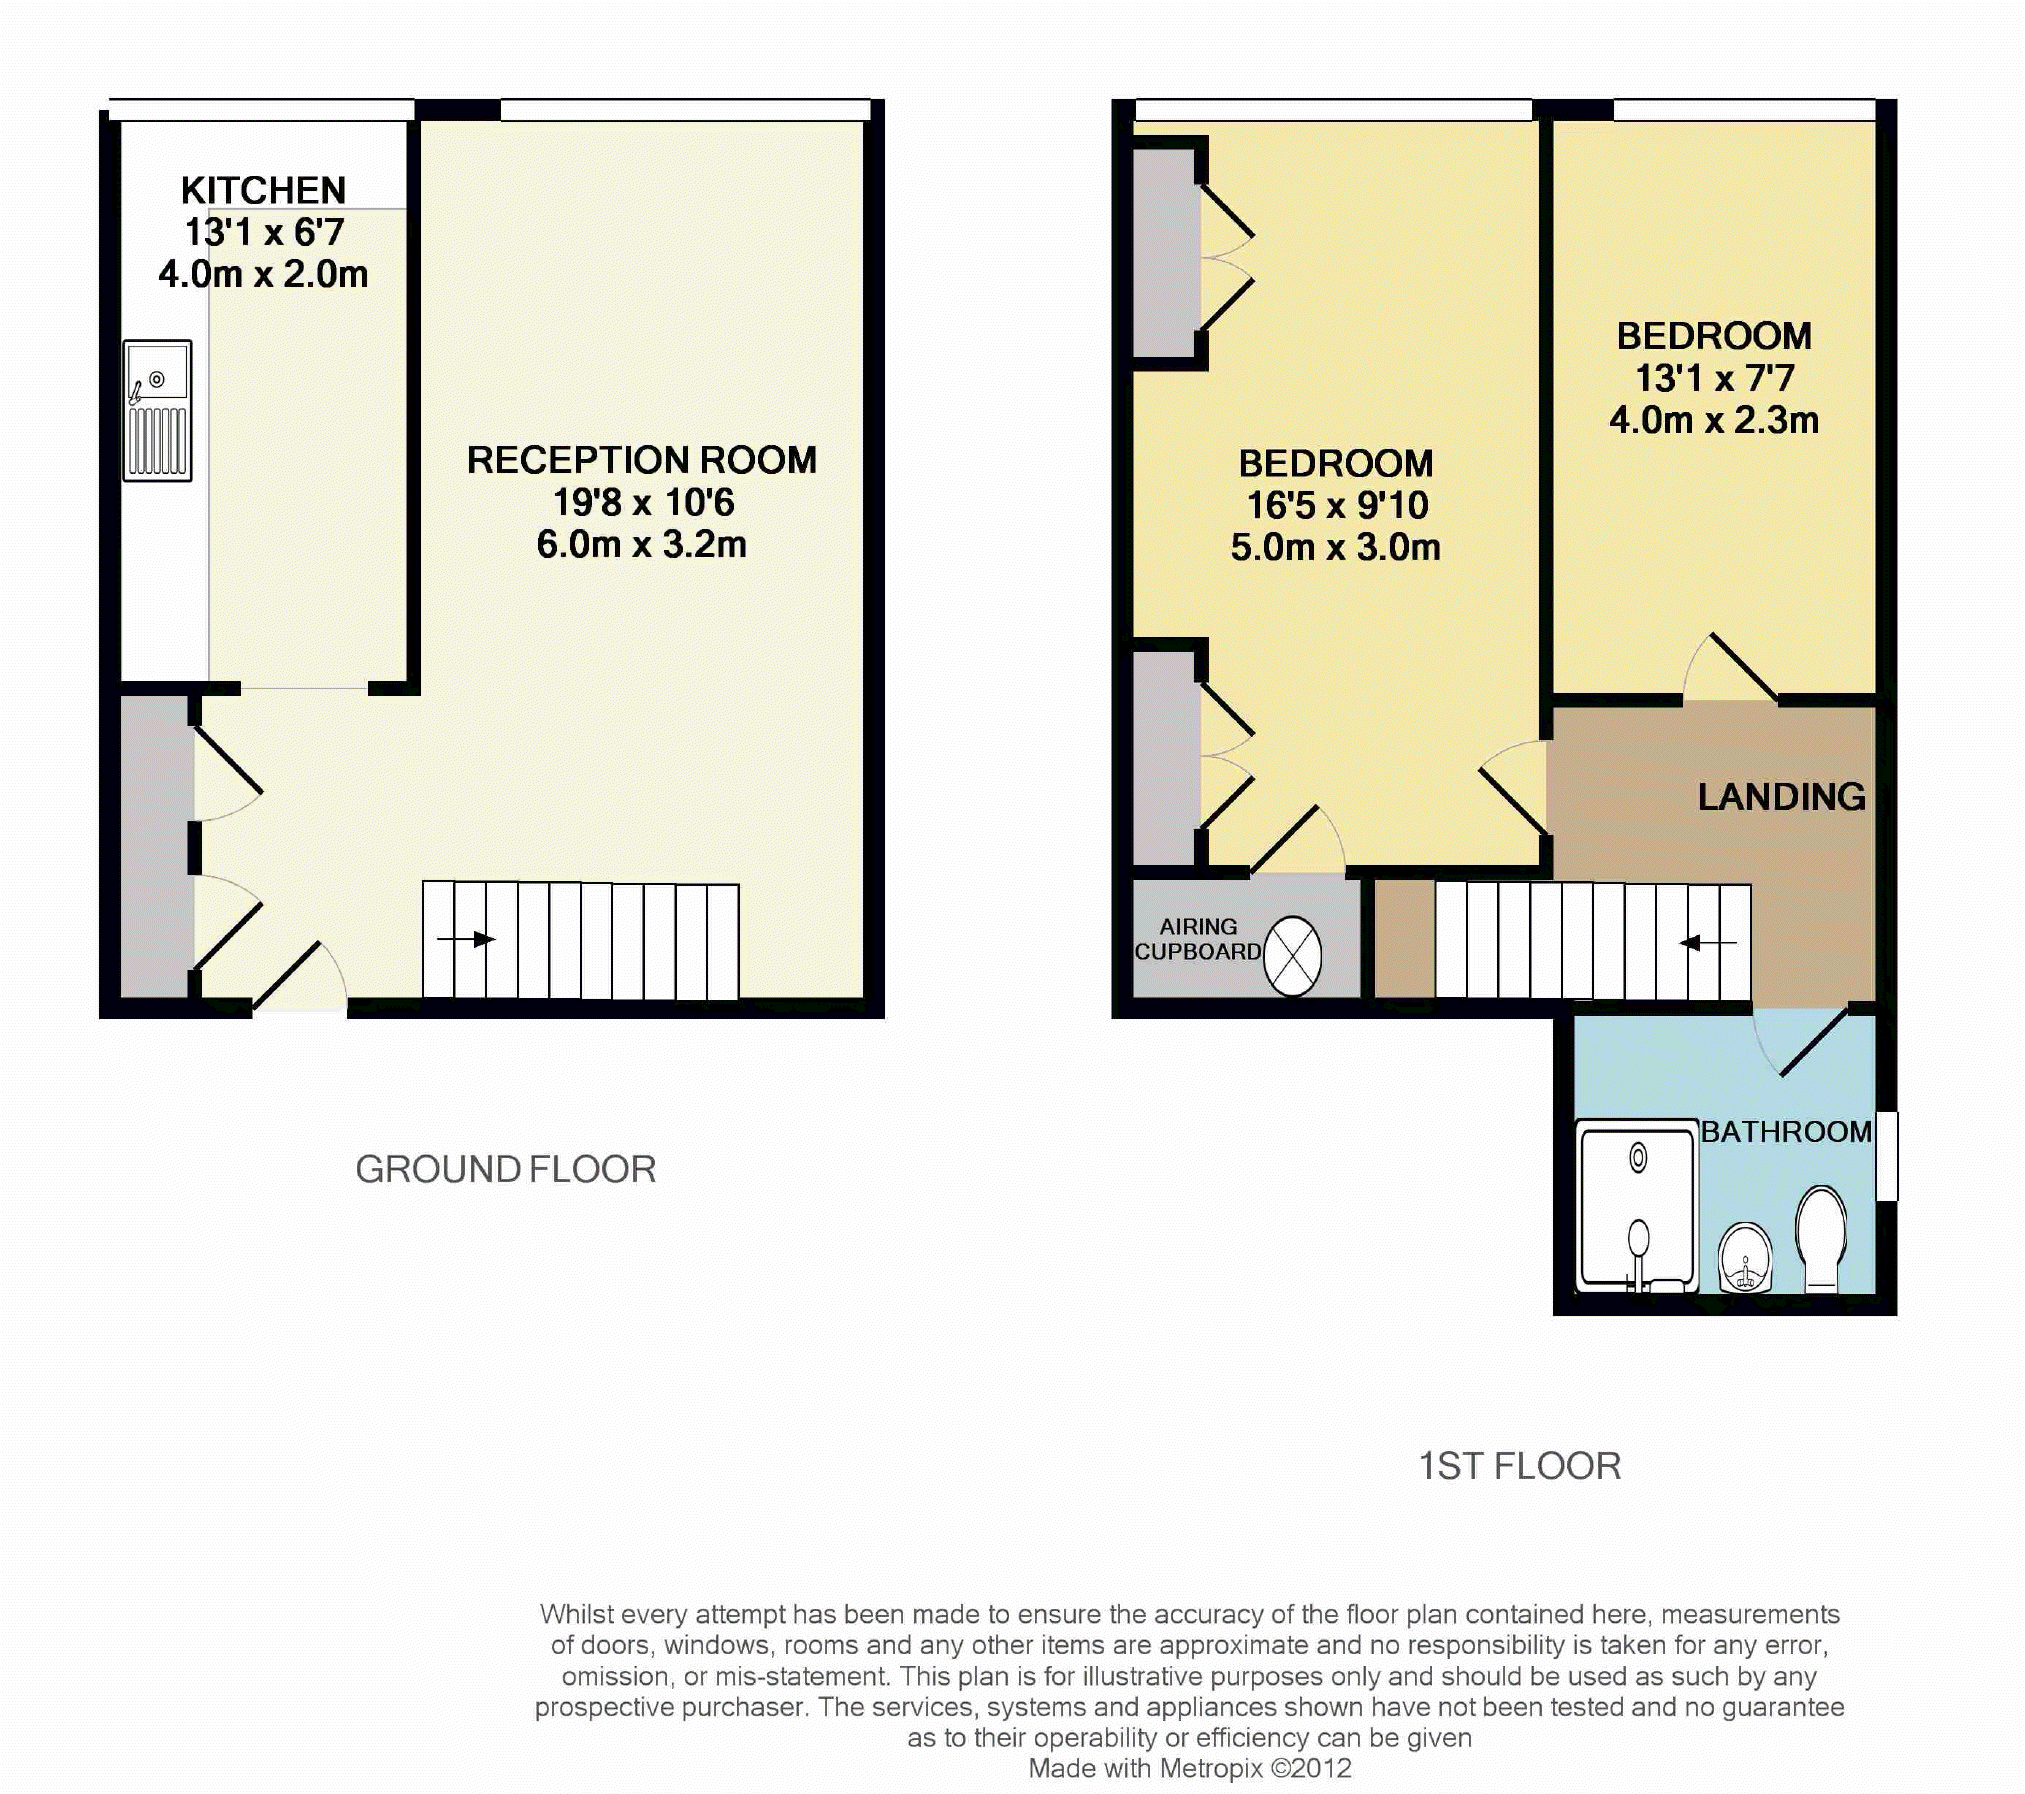 KITCHEN
13'1 x 6'7
4.0m x 2.0m
RECEPTION ROOM
19'8 x 10'6
6.0m x 3.2m
GROUND FLOOR
BEDROOM
16'5 x 9'10
5.0m x 3.0m
BEDROOM
13'1 x 7'7
4.0m x 2.3m
LANDING
AIRING
CUPBOARD
BATHROOM
1ST FLOOR
Whilst every attempt has been made to ensure the accuracy of the floor plan contained here, measurements
of doors, windows, rooms and any other items are approximate and no responsibility is taken for any error,
omission, or mis-statement. This plan is for illustrative purposes only and should be used as such by any
prospective purchaser. The services, systems and appliances shown have not been tested and no guarantee
as to their operability or efficiency can be given
Made with Metropix ©2012